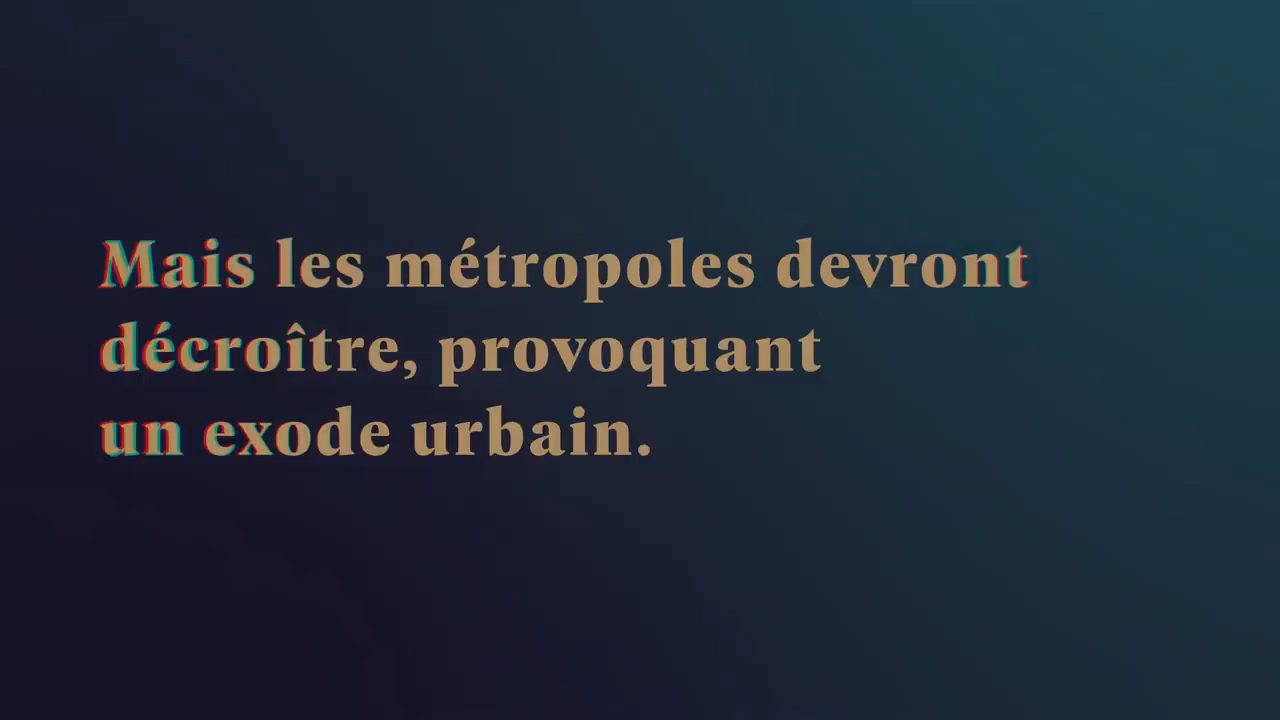 Mais les métropoles devront
décroître, provoquant
un exode urbain.